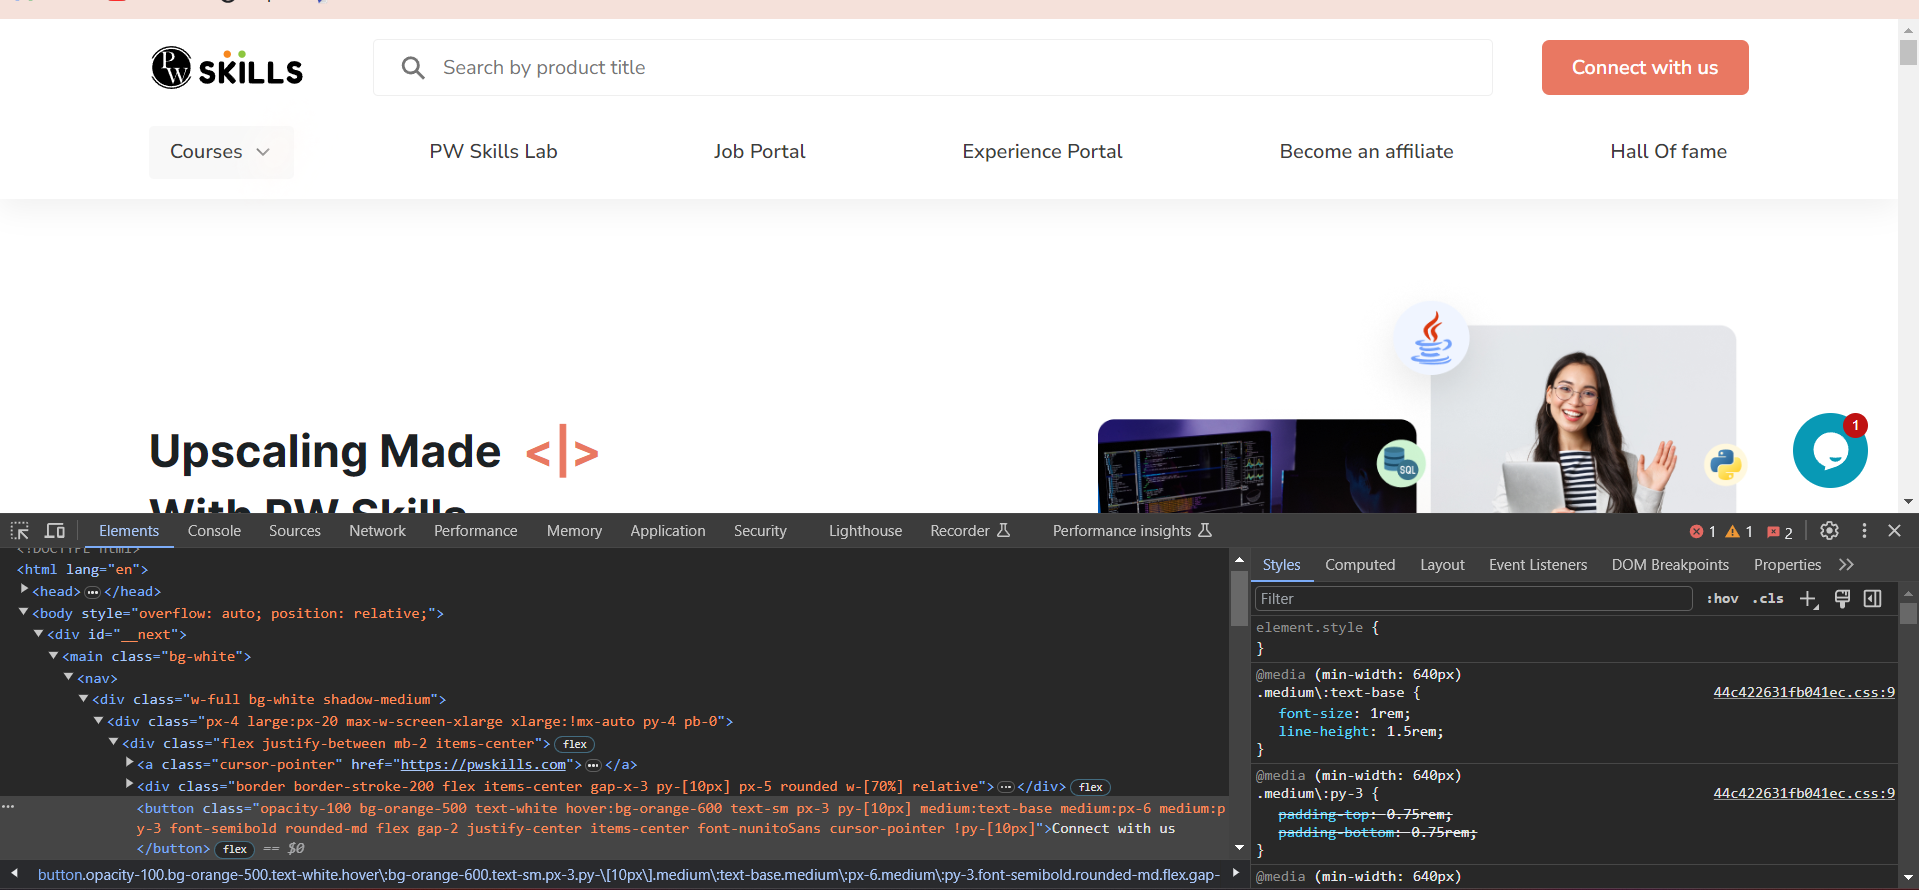 PW SKILLS
Search by product title
Connect with us
Courses
PW Skills Lab
Job Portal
Experience Portal
Become an affiliate
Hall Of fame
Upscaling Made </>
With PW Skills
SQL
1
Elements Console Sources Network Performance Memory Application Security Lighthouse Recorder Performance insights 1 1 2
<!DOCTYPE html>
<html lang="en">
<head>…</head>
<body style="overflow: auto; position: relative;">
<div id="__next">
<main class="bg-white">
<nav>
<div class="w-full bg-white shadow-medium">
<div class="px-4 large:px-20 max-w-screen-xlarge xlarge:!mx-auto py-4 pb-0">
<div class="flex justify-between mb-2 items-center"> flex
<a class="cursor-pointer" href="https://pwskills.com">…</a>
<div class="border border-stroke-200 flex items-center gap-x-3 py-[10px] px-5 rounded w-[70%] relative">…</div> flex
<button class="opacity-100 bg-orange-500 text-white hover:bg-orange-600 text-sm px-3 py-[10px] medium:text-base medium:px-6 medium:p
y-3 font-semibold rounded-md flex gap-2 justify-center items-center font-nunitoSans cursor-pointer !py-[10px]">Connect with us
</button> flex == $0
button.opacity-100.bg-orange-500.text-white.hover\:bg-orange-600.text-sm.px-3.py-\[10px\].medium\:text-base.medium\:px-6.medium\:py-3.font-semibold.rounded-md.flex.gap-
Styles Computed Layout Event Listeners DOM Breakpoints Properties
Filter :hov .cls
element.style {
}
@media (min-width: 640px)
.medium\:text-base { 44c422631fb041ec.css:9
font-size: 1rem;
line-height: 1.5rem;
}
@media (min-width: 640px)
.medium\:py-3 { 44c422631fb041ec.css:9
padding-top: 0.75rem;
padding-bottom: 0.75rem;
}
@media (min-width: 640px)